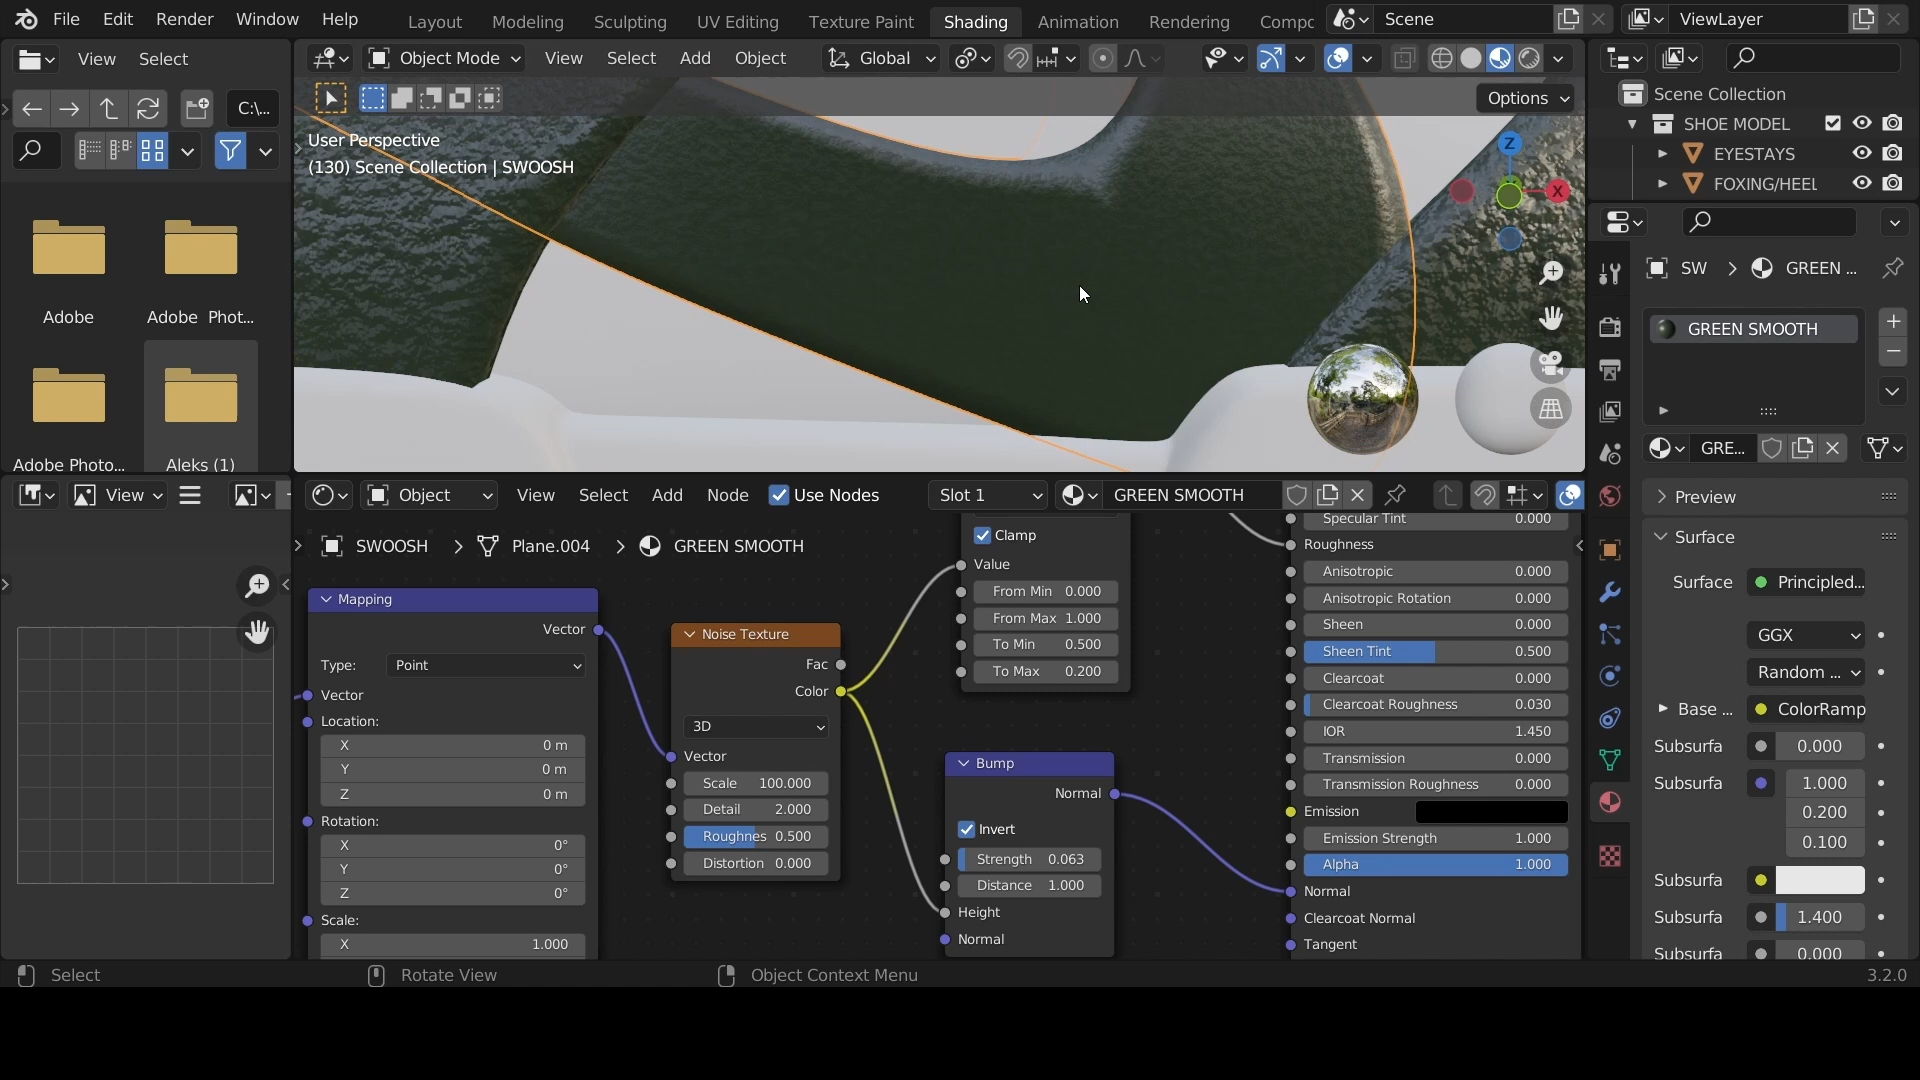 File Edit Render Window Help
Layout Modeling Sculpting UV Editing Texture Paint Shading Animation Rendering Compc
Scene
ViewLayer
View Select
Object Mode View Select Add Object Global
C:\...
Options
User Perspective
(130) Scene Collection | SWOOSH
Z
X
Adobe
Adobe Phot...
Adobe Photo...
Aleks (1)
Scene Collection
SHOE MODEL
EYESTAYS
FOXING/HEEL
SW > GREEN ...
GREEN SMOOTH
GRE...
Preview
Surface
Surface Principled...
GGX
Random ...
Base ... ColorRamp
Subsurfa 0.000
Subsurfa 1.000
0.200
0.100
Subsurfa
Subsurfa 1.400
Subsurfa 0.000
View
Object View Select Add Node Use Nodes Slot 1 GREEN SMOOTH
SWOOSH > Plane.004 > GREEN SMOOTH
Mapping
Vector
Type: Point
Vector
Location:
X 0 m
Y 0 m
Z 0 m
Rotation:
X 0°
Y 0°
Z 0°
Scale:
X 1.000
Noise Texture
Fac
Color
3D
Vector
Scale 100.000
Detail 2.000
Roughnes 0.500
Distortion 0.000
Clamp
Value
From Min 0.000
From Max 1.000
To Min 0.500
To Max 0.200
Bump
Normal
Invert
Strength 0.063
Distance 1.000
Height
Normal
Specular Tint 0.000
Roughness
Anisotropic 0.000
Anisotropic Rotation 0.000
Sheen 0.000
Sheen Tint 0.500
Clearcoat 0.000
Clearcoat Roughness 0.030
IOR 1.450
Transmission 0.000
Transmission Roughness 0.000
Emission
Emission Strength 1.000
Alpha 1.000
Normal
Clearcoat Normal
Tangent
Select
Rotate View
Object Context Menu
3.2.0